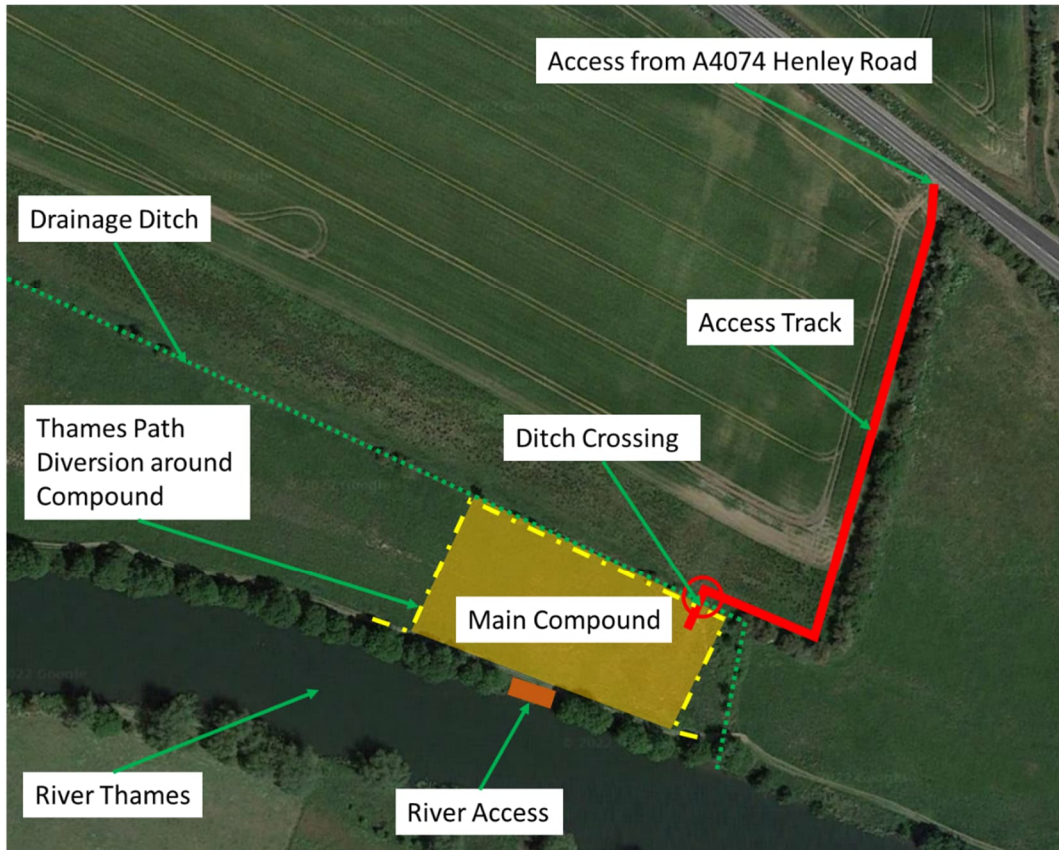 Access from A4074 Henley Road
Drainage Ditch
Access Track
Thames Path
Diversion around
Compound
Ditch Crossing
Main Compound
River Thames
River Access